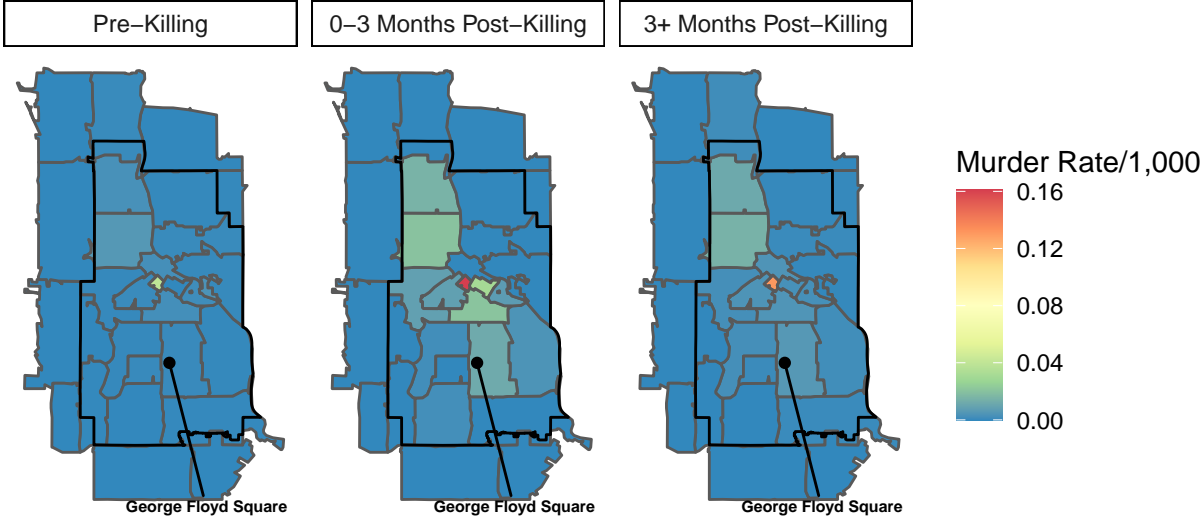 Pre−Killing
0−3 Months Post−Killing
3+ Months Post−Killing
Murder Rate/1,000
0.16
0.12
0.08
0.04
0.00
George Floyd Square
George Floyd Square
George Floyd Square